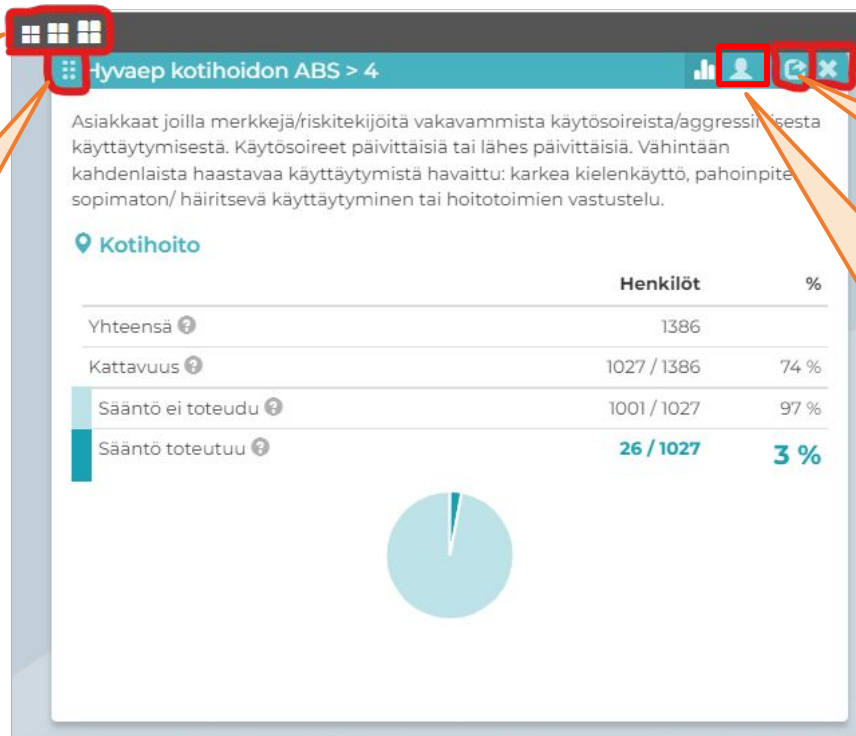 Hyvaep kotihoidon ABS > 4
Asiakkaat joilla merkkejä/riskitekijöitä vakavammista käytösoireista/aggressiivisesta
käyttäytymisestä. Käytösoireet päivittäisiä tai lähes päivittäisiä. Vähintään
kahdenlaista haastavaa käyttäytymistä havaittu: karkea kielenkäyttö, pahoinpite
sopimaton/ häiritsevä käyttäytyminen tai hoitotoimien vastustelu.
Kotihoito
Henkilöt %
Yhteensä 1386
Kattavuus 1027 / 1386 74 %
Sääntö ei toteudu 1001 / 1027 97 %
Sääntö toteutuu 26 / 1027 3 %